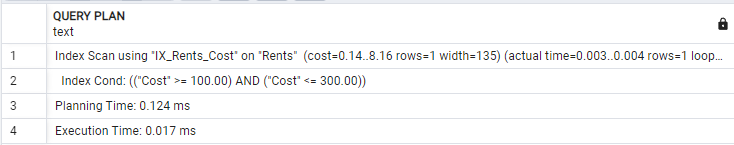 QUERY PLAN
text
1 Index Scan using "IX_Rents_Cost" on "Rents" (cost=0.14..8.16 rows=1 width=135) (actual time=0.003..0.004 rows=1 loop...
2 Index Cond: (("Cost" >= 100.00) AND ("Cost" <= 300.00))
3 Planning Time: 0.124 ms
4 Execution Time: 0.017 ms